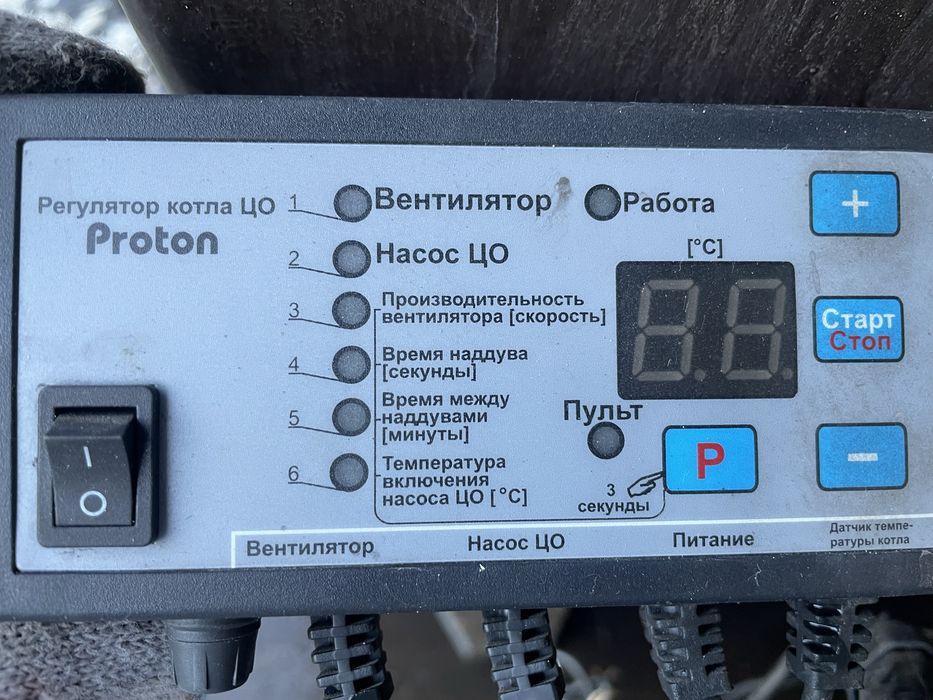 Регулятор котла ЦО
Proton
1
Вентилятор
Работа
+
2
Насос ЦО
[°C]
3
Производительность
вентилятора [скорость]
Старт
Стоп
4
Время наддува
[секунды]
5
Время между
наддувами
[минуты]
Пульт
P
–
6
Температура
включения
насоса ЦО [°C]
3
секунды
I
O
Вентилятор
Насос ЦО
Питание
Датчик темпе-
ратуры котла